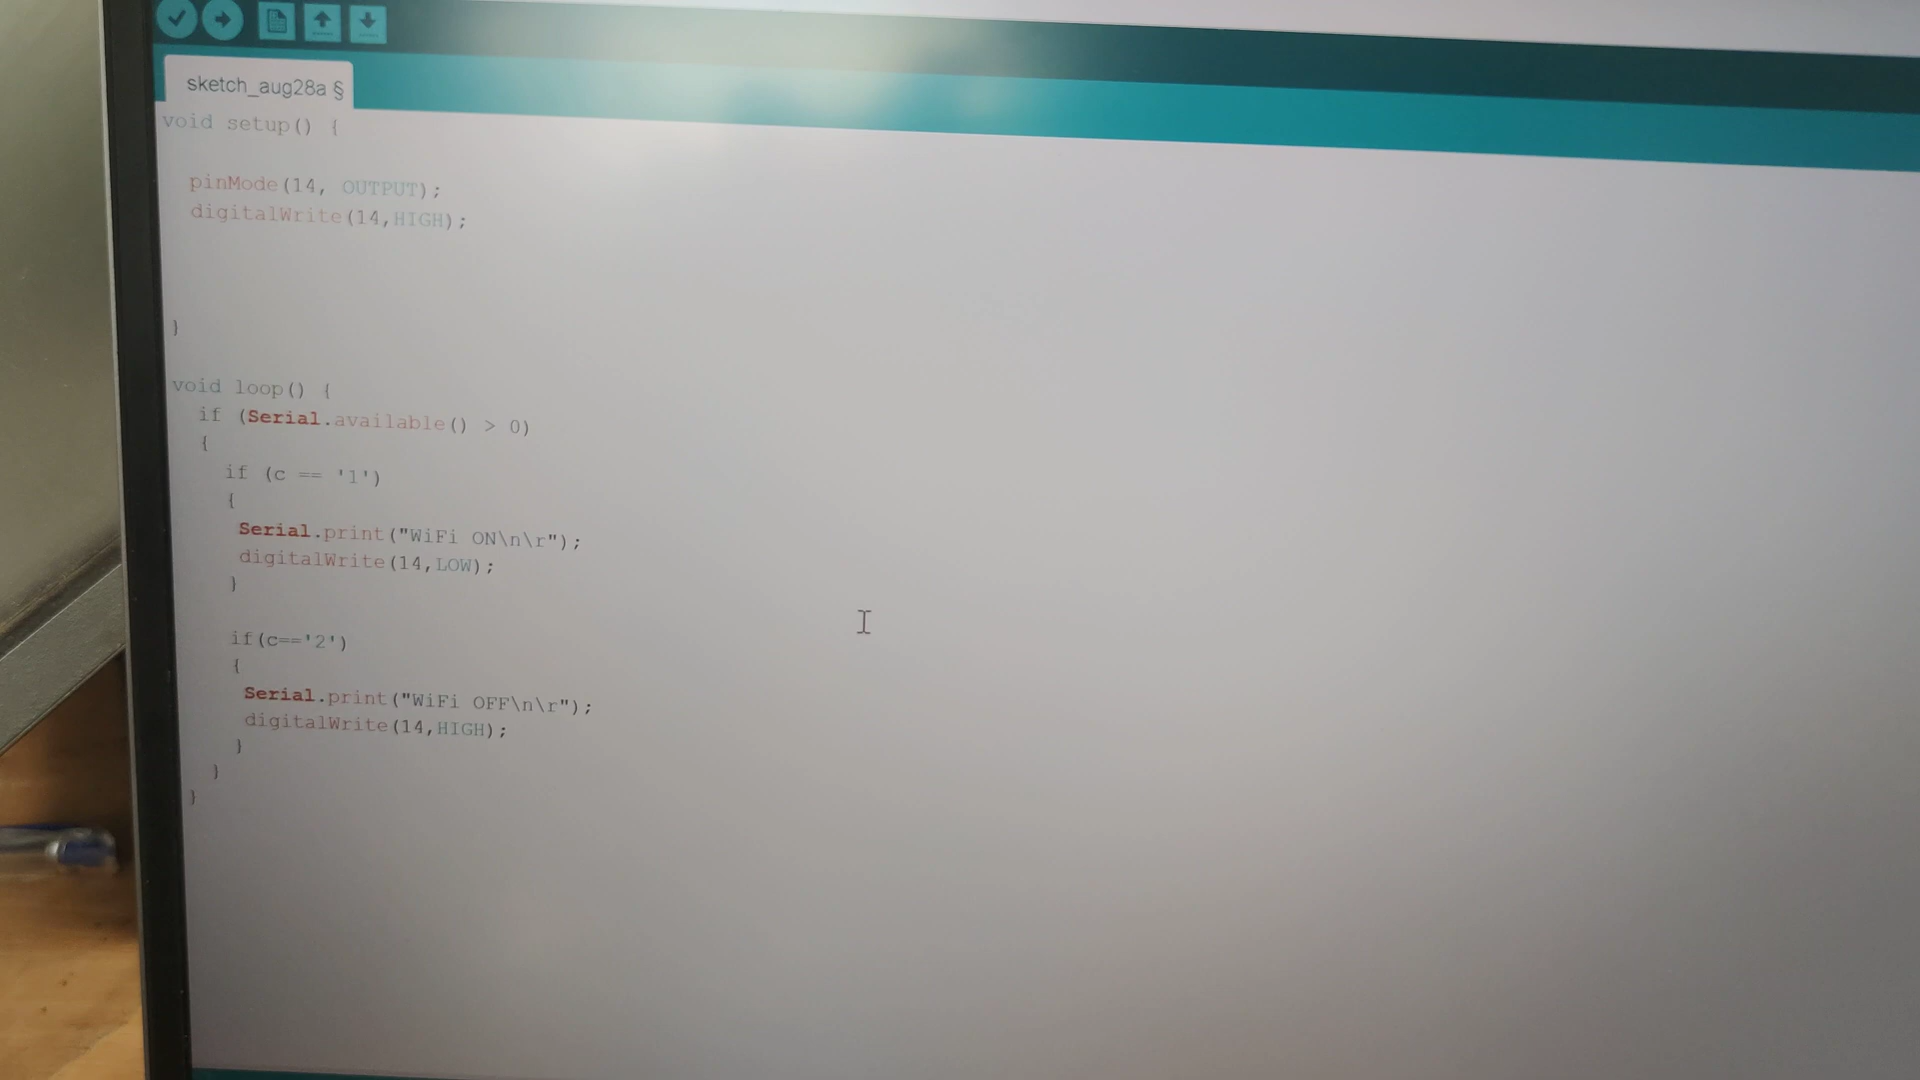 sketch_aug28a §
void setup() {
pinMode(14, OUTPUT);
digitalWrite(14,HIGH);
}
void loop() {
if (Serial.available() > 0)
{
if (c == '1')
{
Serial.print("WiFi ON\n\r");
digitalWrite(14,LOW);
}
if(c=='2')
{
Serial.print("WiFi OFF\n\r");
digitalWrite(14,HIGH);
}
}
}